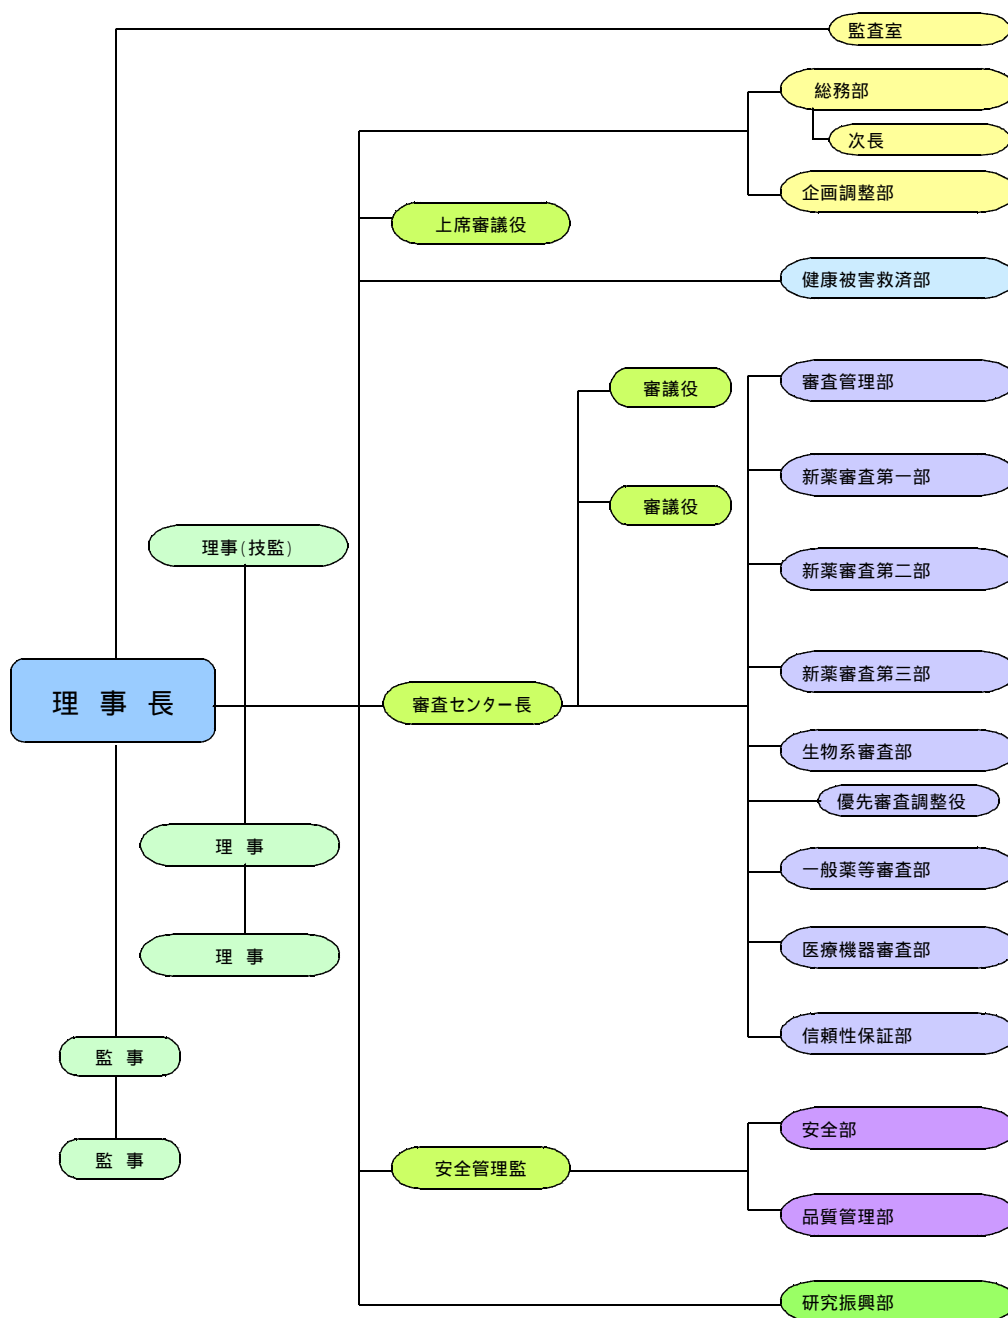 監査室
総務部
次長
企画調整部
上席審議役
健康被害救済部
審査管理部
審議役
新薬審査第一部
審議役
理事(技監)
新薬審査第二部
新薬審査第三部
理 事 長
審査センター長
生物系審査部
優先審査調整役
理 事
一般薬等審査部
理 事
医療機器審査部
信頼性保証部
監 事
安全部
監 事
安全管理監
品質管理部
研究振興部